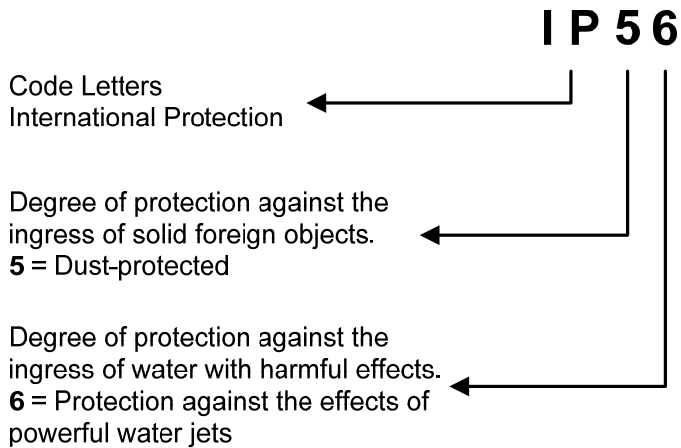 IP56
Code Letters
International Protection
Degree of protection against the
ingress of solid foreign objects.
5 = Dust-protected
Degree of protection against the
ingress of water with harmful effects.
6 = Protection against the effects of
powerful water jets